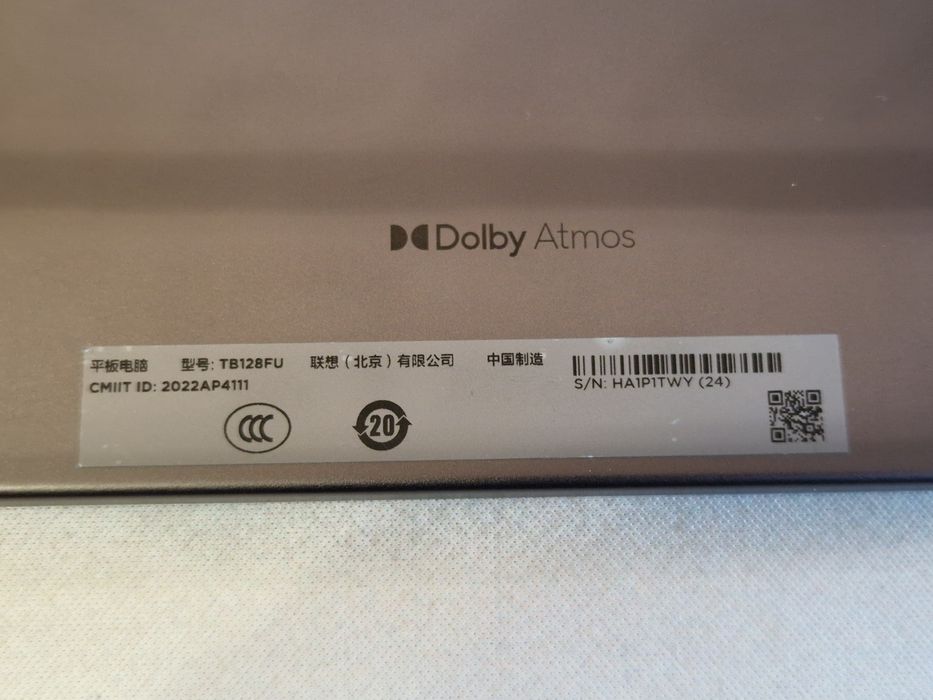 Dolby Atmos
平板电脑 型号: TB128FU 联想（北京）有限公司 中国制造
CMIIT ID: 2022AP4111
S/N: HA1P1TWY (24)
CCC
20